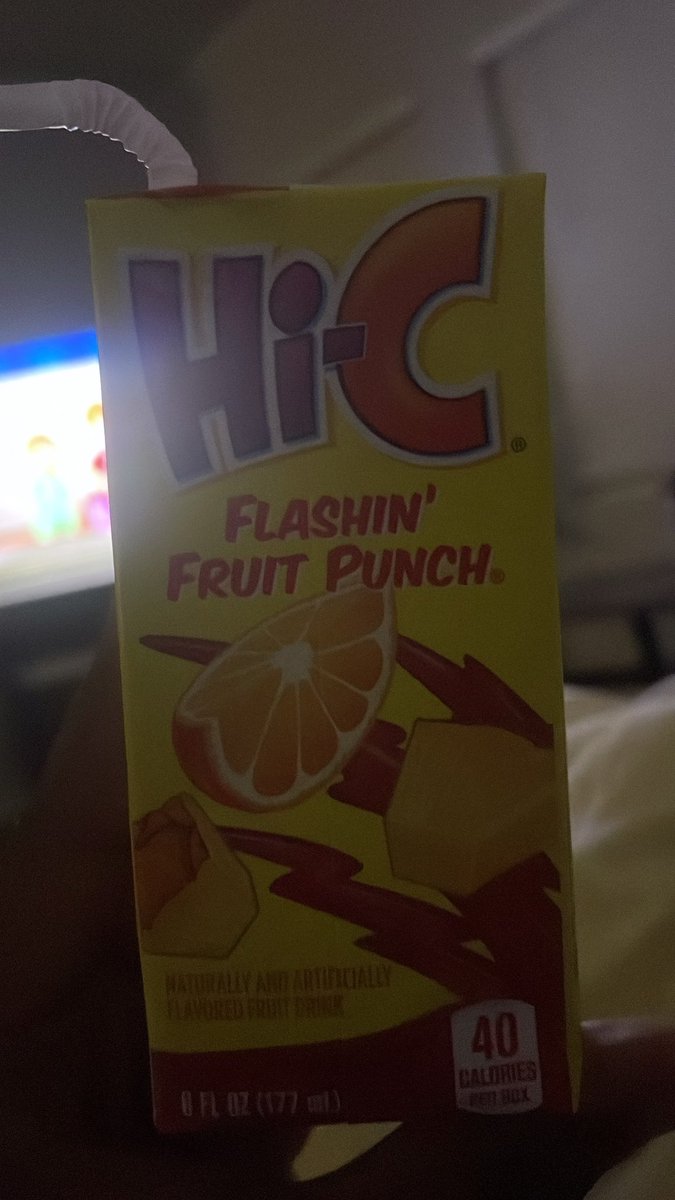 Hi-C®
FLASHIN'
FRUIT PUNCH®
NATURALLY AND ARTIFICIALLY
FLAVORED FRUIT DRINK
40
CALORIES
PER BOX
6 FL OZ (177 mL)